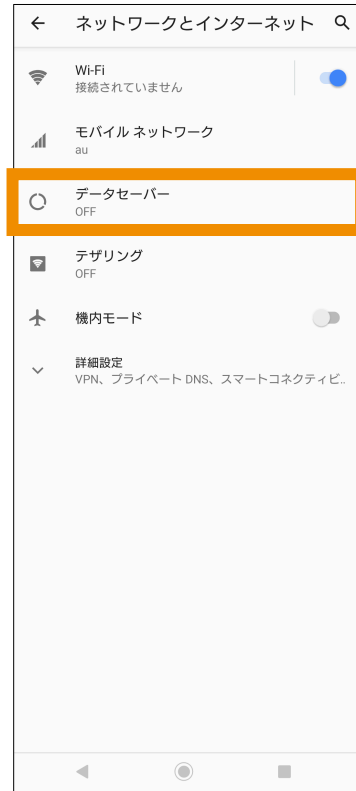 ネットワークとインターネット
Wi-Fi
接続されていません
モバイル ネットワーク
au
データセーバー
OFF
テザリング
OFF
機内モード
詳細設定
VPN、プライベート DNS、スマートコネクティビ..